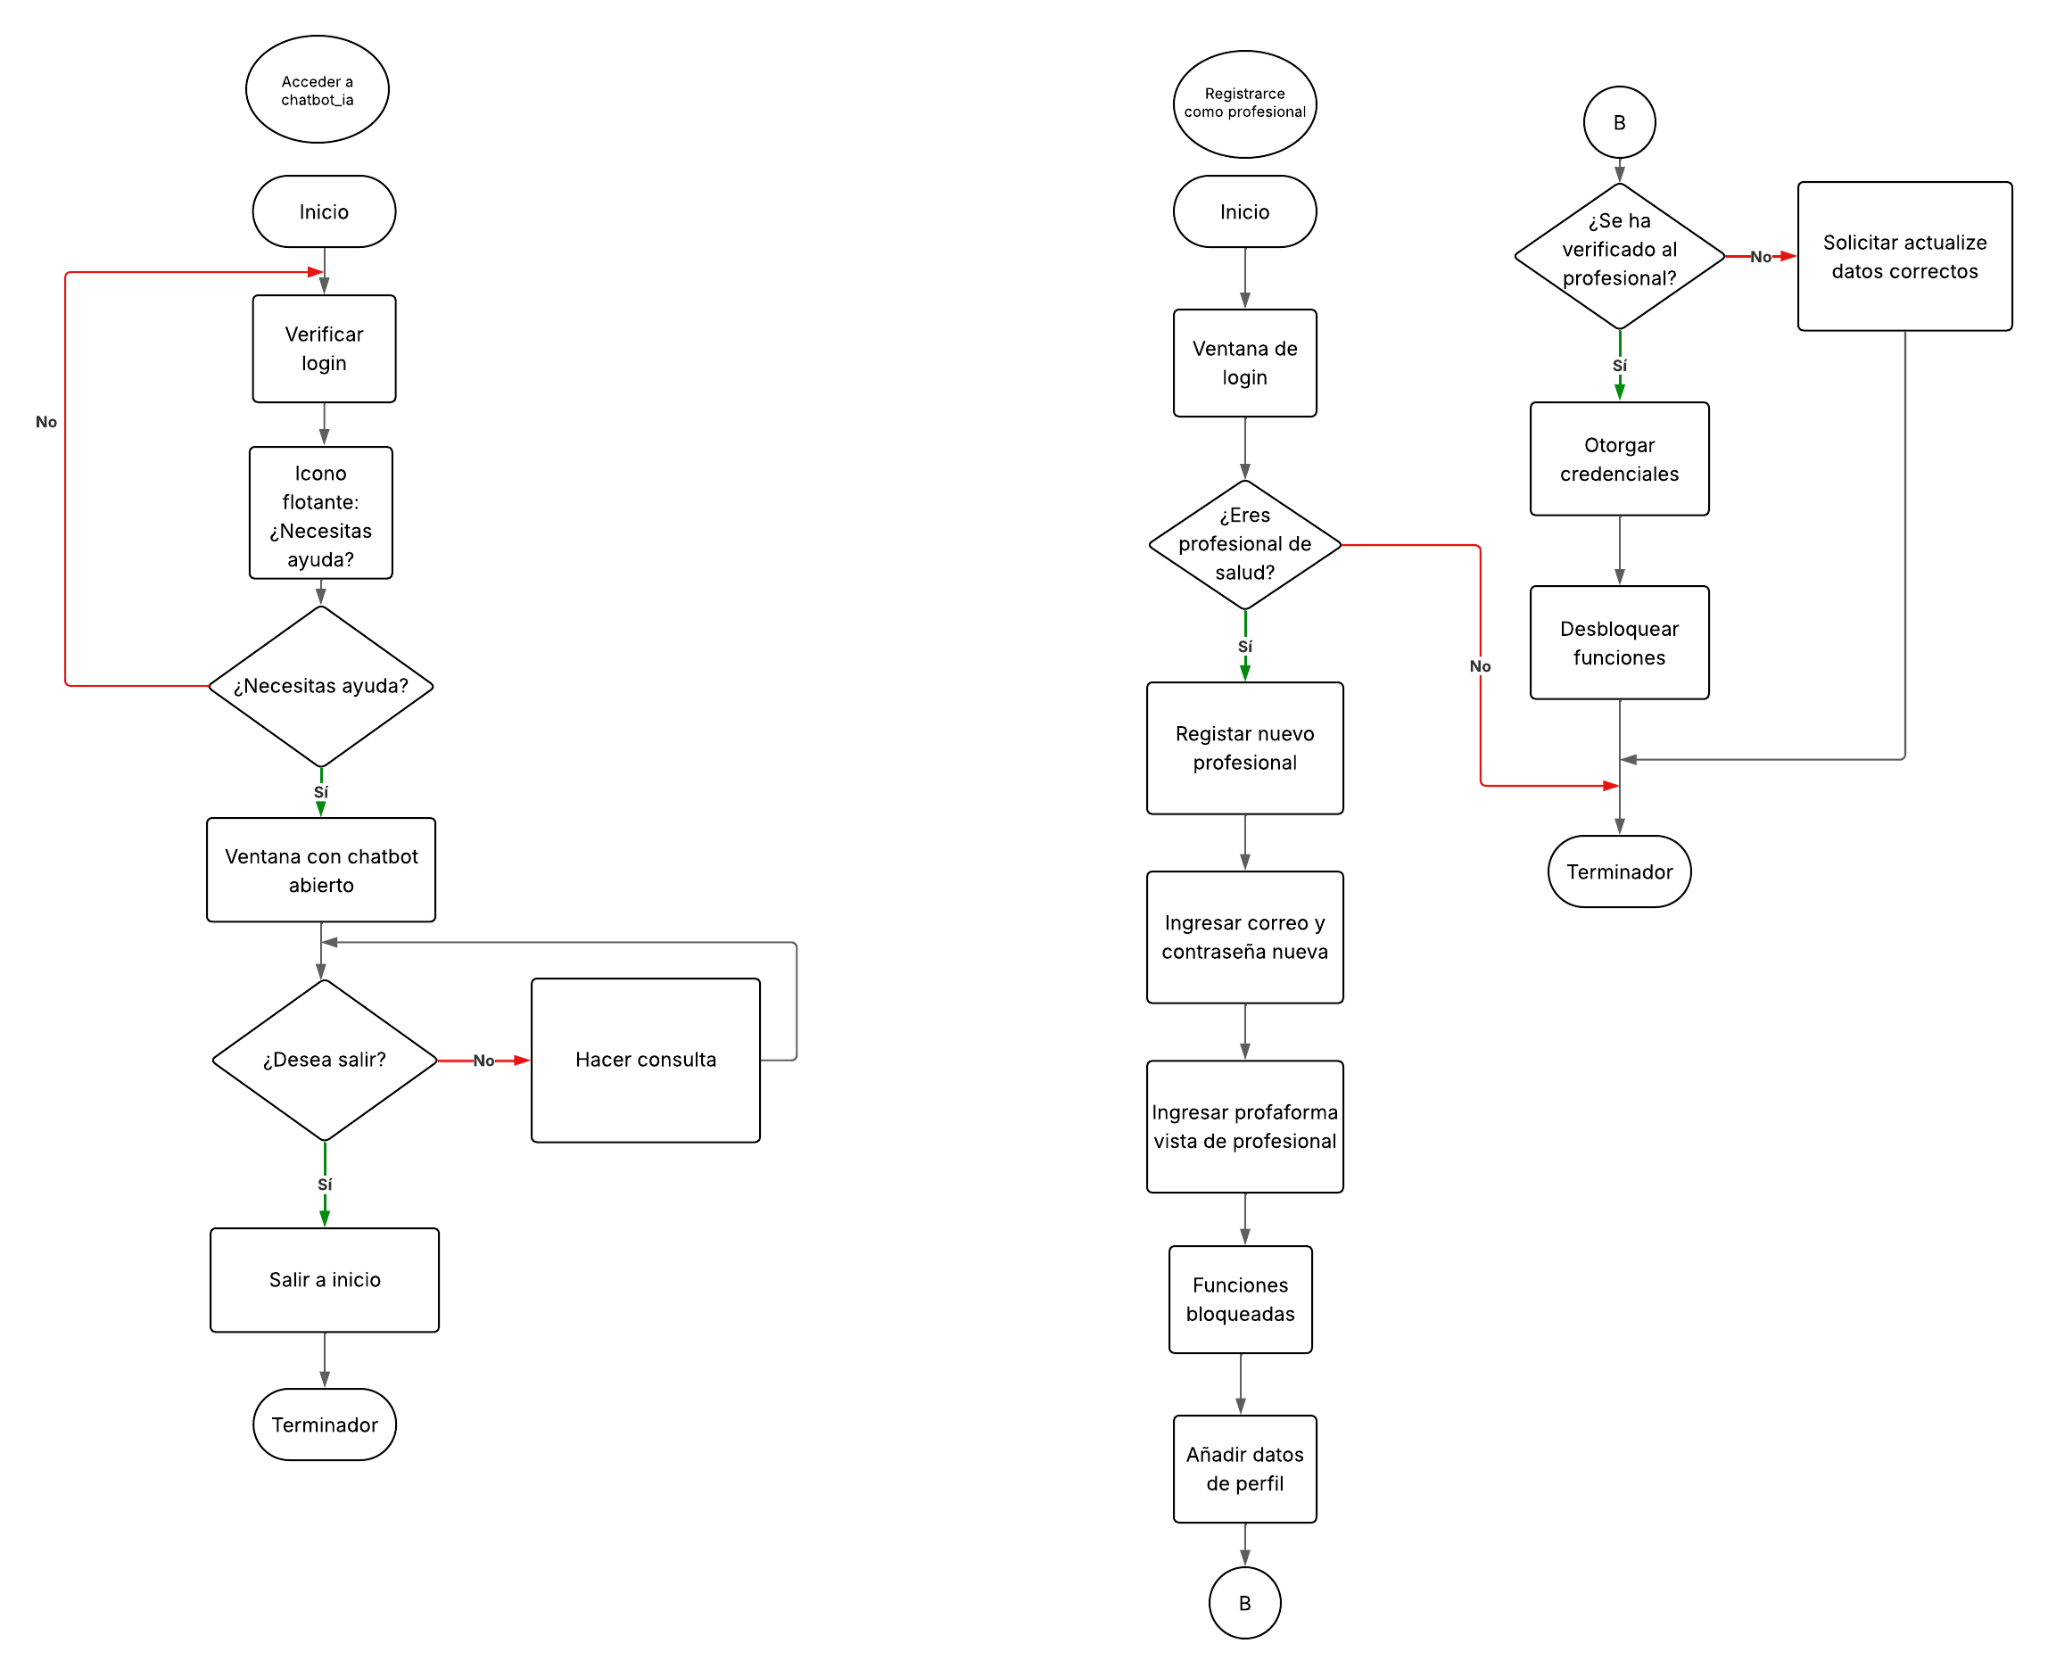 Acceder a
chatbot_ia
Inicio
Verificar
login
No
Icono
flotante:
¿Necesitas
ayuda?
¿Necesitas ayuda?
Sí
Ventana con chatbot
abierto
¿Desea salir?
No
Hacer consulta
Sí
Salir a inicio
Terminador
Registrarce
como profesional
Inicio
Ventana de
login
¿Eres
profesional de
salud?
No
Sí
Registar nuevo
profesional
Ingresar correo y
contraseña nueva
Ingresar profaforma
vista de profesional
Funciones
bloqueadas
Añadir datos
de perfil
B
B
¿Se ha
verificado al
profesional?
No
Solicitar actualize
datos correctos
Sí
Otorgar
credenciales
Desbloquear
funciones
Terminador